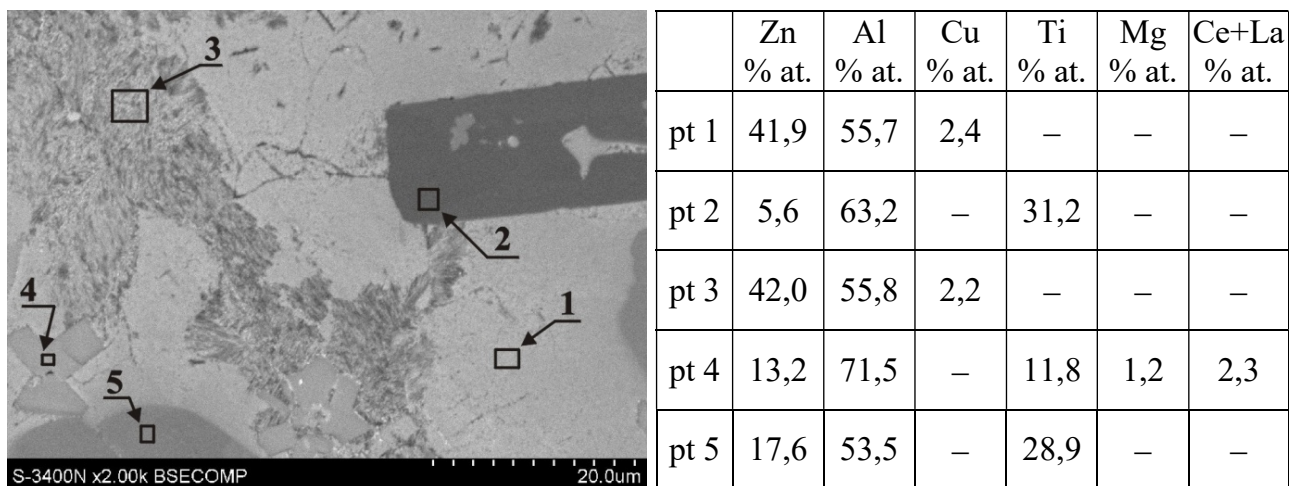 3
2
1
4
5
S-3400N x2.00k BSECOMP 20.0um
Zn Al Cu Ti Mg Ce+La
% at. % at. % at. % at. % at. % at.
pt 1 41,9 55,7 2,4 – – –
pt 2 5,6 63,2 – 31,2 – –
pt 3 42,0 55,8 2,2 – – –
pt 4 13,2 71,5 – 11,8 1,2 2,3
pt 5 17,6 53,5 – 28,9 – –